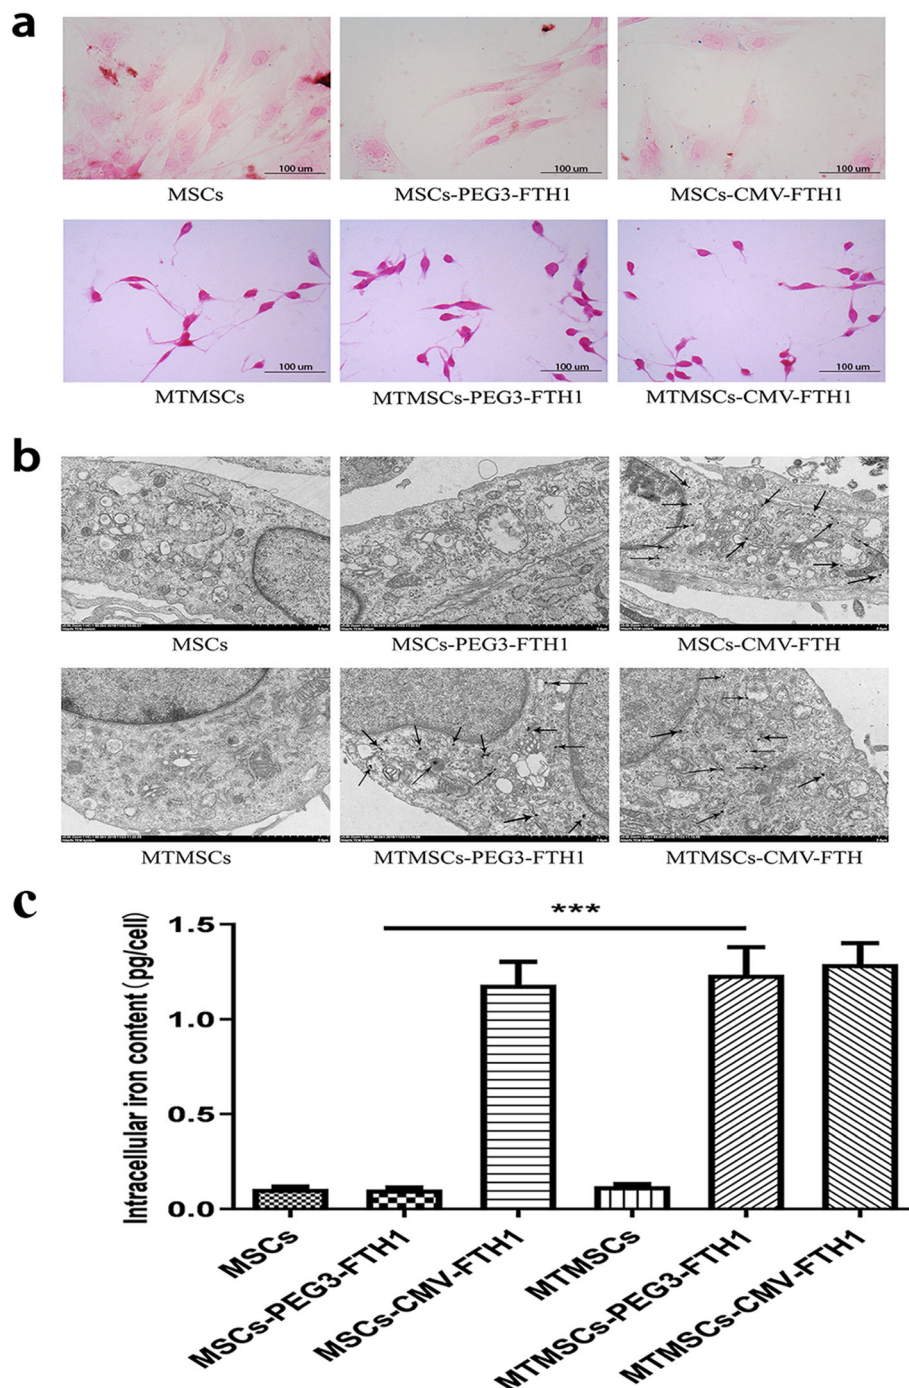 a
100 um 100 um 100 um
MSCs MSCs-PEG3-FTH1 MSCs-CMV-FTH1
100 um 100 um 100 um
MTMSCs MTMSCs-PEG3-FTH1 MTMSCs-CMV-FTH1
b
MSCs MSCs-PEG3-FTH1 MSCs-CMV-FTH
MTMSCs MTMSCs-PEG3-FTH1 MTMSCs-CMV-FTH
c
***
Intracellular iron content (pg/cell)
1.5
1.0
0.5
0.0
MSCs
MSCs-PEG3-FTH1
MSCs-CMV-FTH1
MTMSCs
MTMSCs-PEG3-FTH1
MTMSCs-CMV-FTH1